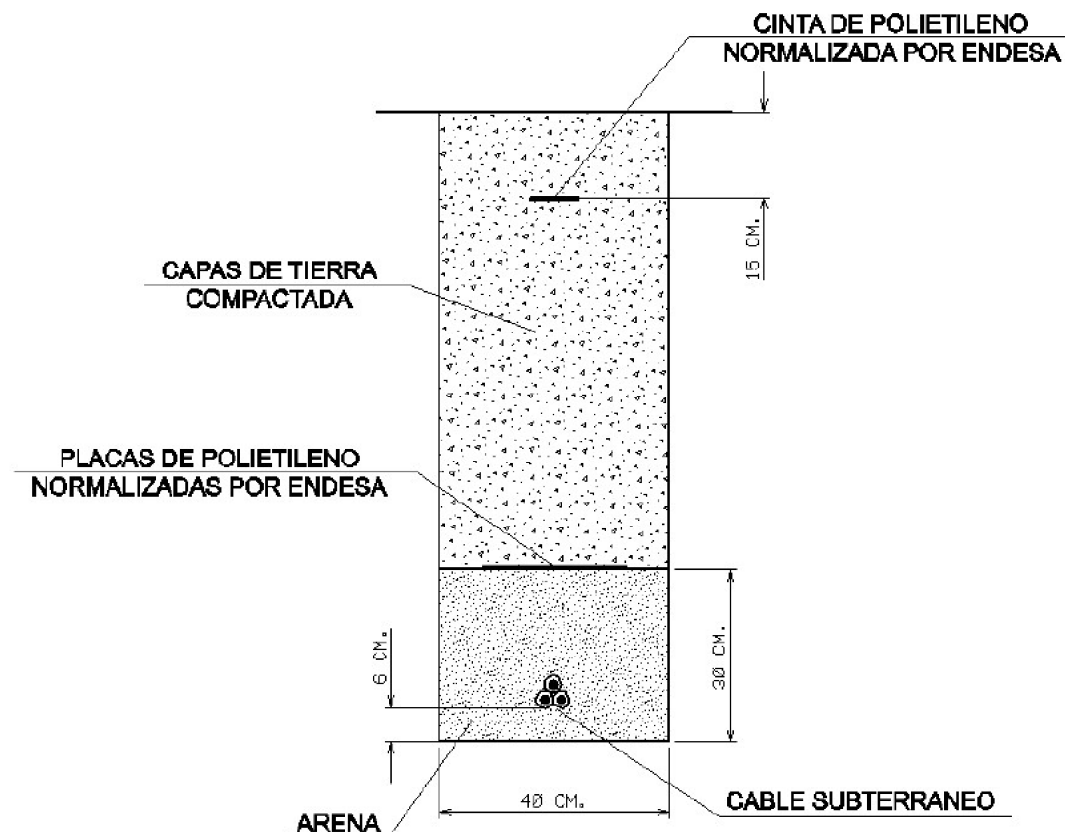 CINTA DE POLIETILENO
NORMALIZADA POR ENDESA
15 CM.
CAPAS DE TIERRA
COMPACTADA
PLACAS DE POLIETILENO
NORMALIZADAS POR ENDESA
6 CM.
30 CM.
40 CM.
CABLE SUBTERRANEO
ARENA